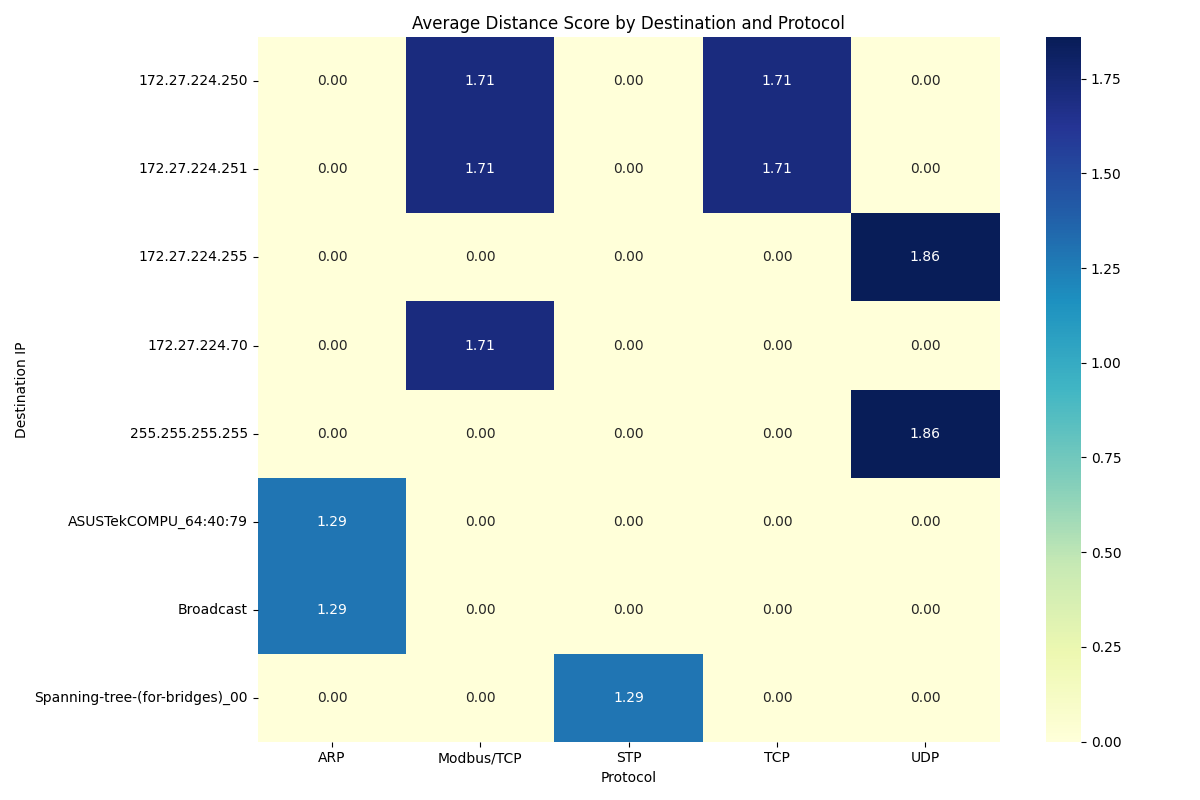 Average Distance Score by Destination and Protocol
Destination IP
172.27.224.250 0.00 1.71 0.00 1.71 0.00
172.27.224.251 0.00 1.71 0.00 1.71 0.00
172.27.224.255 0.00 0.00 0.00 0.00 1.86
172.27.224.70 0.00 1.71 0.00 0.00 0.00
255.255.255.255 0.00 0.00 0.00 0.00 1.86
ASUSTekCOMPU_64:40:79 1.29 0.00 0.00 0.00 0.00
Broadcast 1.29 0.00 0.00 0.00 0.00
Spanning-tree-(for-bridges)_00 0.00 0.00 1.29 0.00 0.00
ARP Modbus/TCP STP TCP UDP
Protocol
1.75
1.50
1.25
1.00
0.75
0.50
0.25
0.00